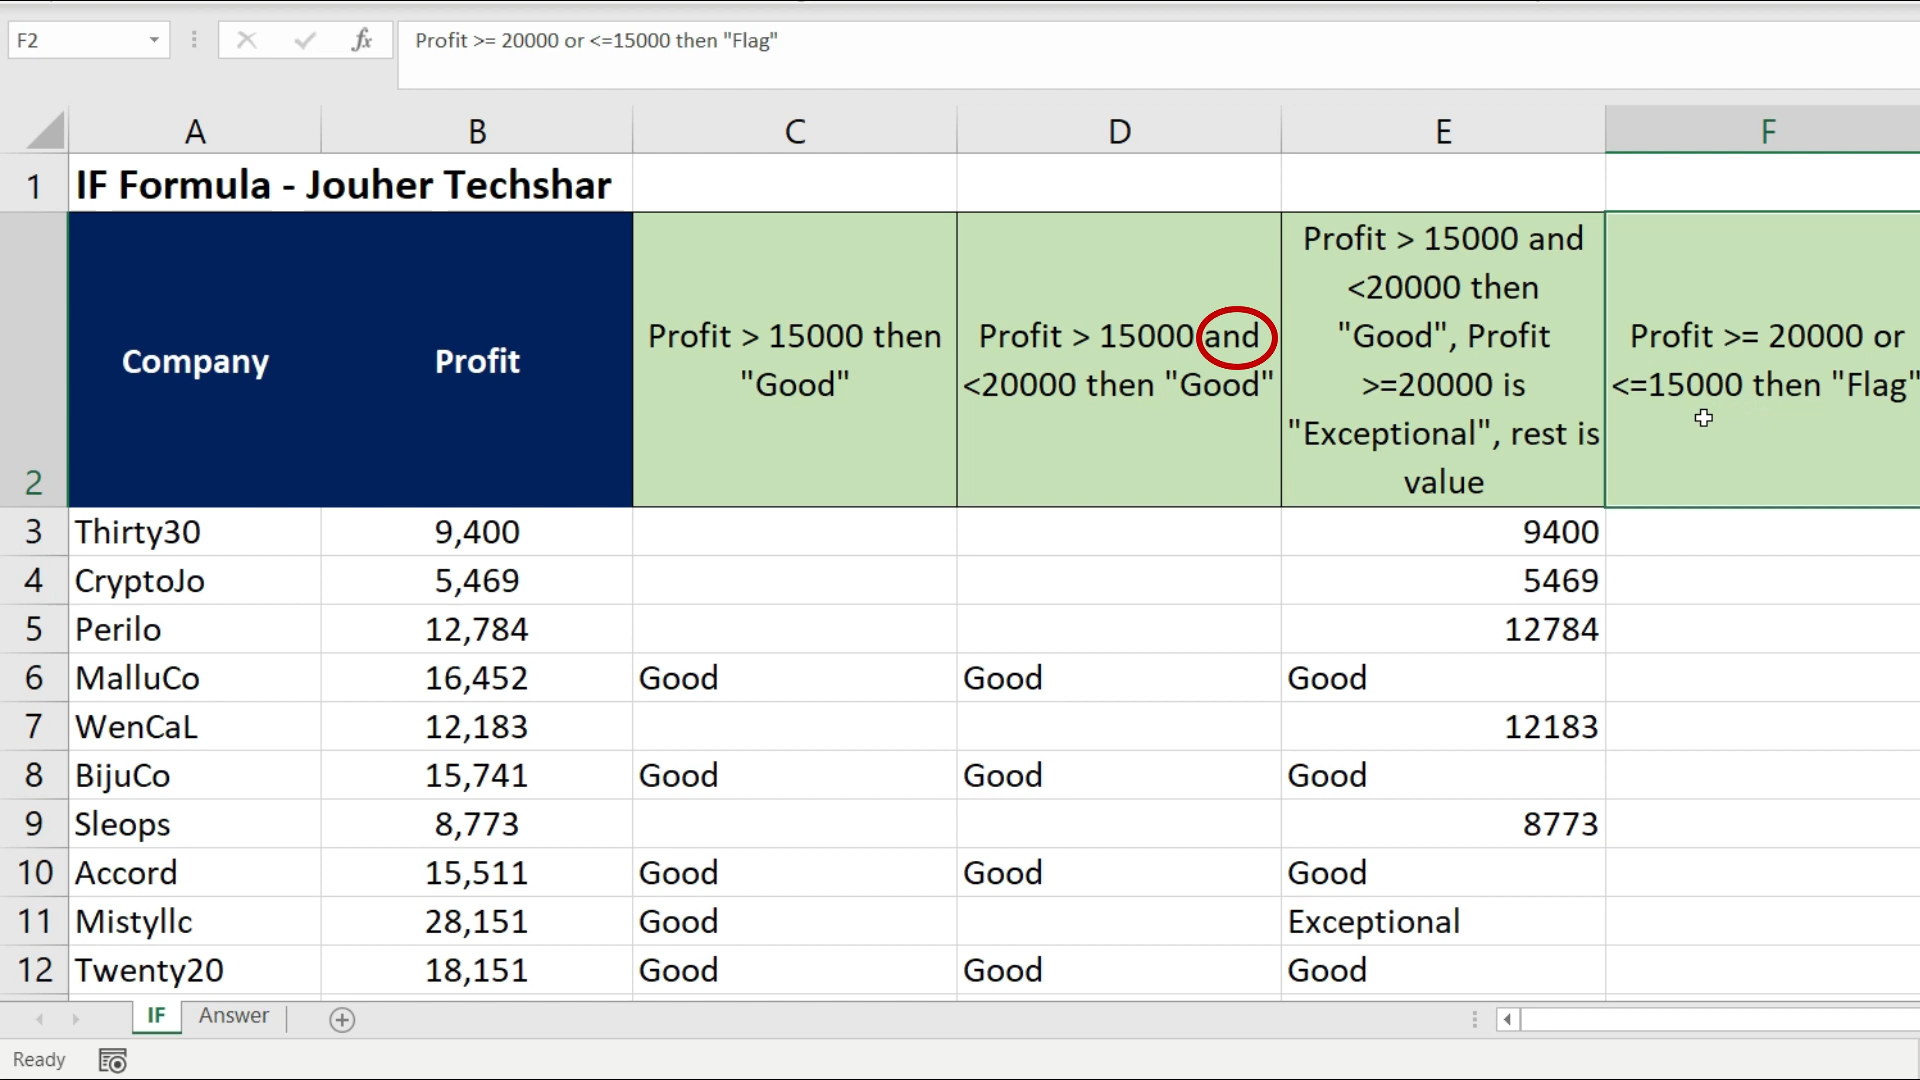 F2 fx Profit >= 20000 or <=15000 then "Flag"
A B C D E F
1 IF Formula - Jouher Techshar
2 Company Profit
Profit > 15000 then
"Good"
Profit > 15000 and
<20000 then "Good"
Profit > 15000 and
<20000 then
"Good", Profit
>=20000 is
"Exceptional", rest is
value
Profit >= 20000 or
<=15000 then "Flag"
3 Thirty30 9,400 9400
4 CryptoJo 5,469 5469
5 Perilo 12,784 12784
6 MalluCo 16,452 Good Good Good
7 WenCaL 12,183 12183
8 BijuCo 15,741 Good Good Good
9 Sleops 8,773 8773
10 Accord 15,511 Good Good Good
11 Mistyllc 28,151 Good Exceptional
12 Twenty20 18,151 Good Good Good
IF Answer
Ready